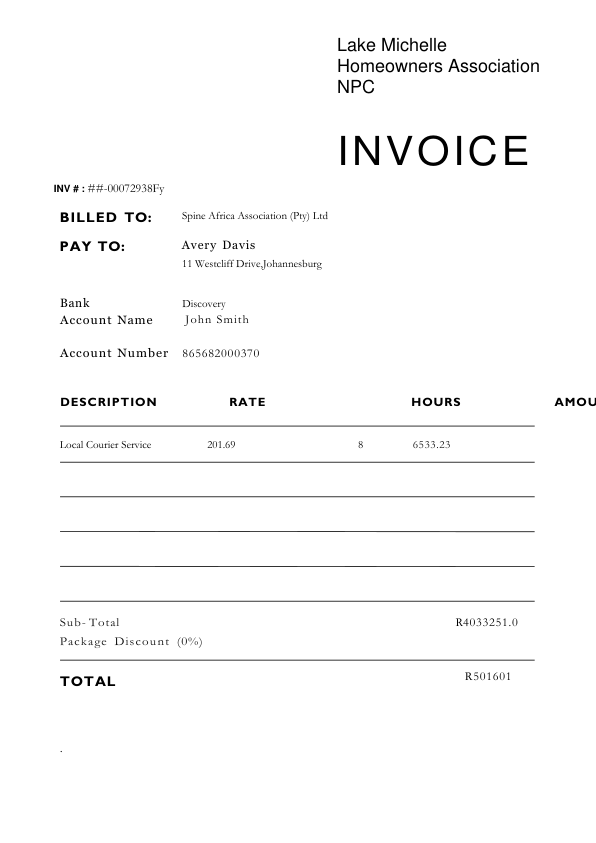 Lake Michelle
Homeowners Association
NPC
INVOICE
INV # : ##-00072938Fy
BILLED TO: Spine Africa Association (Pty) Ltd
PAY TO: Avery Davis
11 Westcliff Drive,Johannesburg
Bank Discovery
Account Name John Smith
Account Number 865682000370
DESCRIPTION RATE HOURS AMOU
Local Courier Service 201.69 8 6533.23
Sub-Total R4033251.0
Package Discount (0%)
TOTAL R501601
.